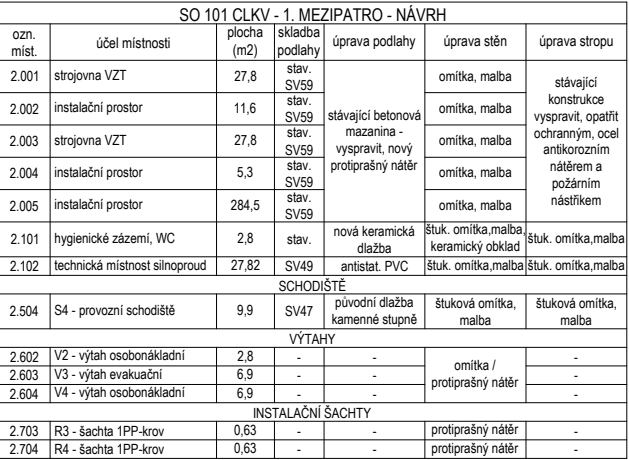 SO 101 CLKV - 1. MEZIPATRO - NÁVRH
ozn. míst. účel místnosti plocha (m2) skladba podlahy úprava podlahy úprava stěn úprava stropu
2.001 strojovna VZT 27,8 stav. SV59 omítka, malba
2.002 instalační prostor 11,6 stav. SV59 omítka, malba
2.003 strojovna VZT 27,8 stav. SV59 omítka, malba
2.004 instalační prostor 5,3 stav. SV59 omítka, malba
2.005 instalační prostor 284,5 stav. SV59 omítka, malba
stávající betonová
mazanina -
vyspravit, nový
protiprašný nátěr
stávající
konstrukce
vyspravit, opatřit
ochranným, ocel
antikorozním
nátěrem a
požárním
nástřikem
2.101 hygienické zázemí, WC 2,8 stav. nová keramická dlažba štuk. omítka,malba, keramický obklad štuk. omítka,malba
2.102 technická místnost silnoproud 27,82 SV49 antistat. PVC štuk. omítka,malba štuk. omítka,malba
SCHODIŠTĚ
2.504 S4 - provozní schodiště 9,9 SV47 původní dlažba kamenné stupně štuková omítka, malba štuková omítka, malba
VÝTAHY
2.602 V2 - výtah osobonákladní 2,8 - - -
2.603 V3 - výtah evakuační 6,9 - - -
2.604 V4 - výtah osobonákladní 6,9 - - -
omítka /
protiprašný nátěr
INSTALAČNÍ ŠACHTY
2.703 R3 - šachta 1PP-krov 0,63 - - protiprašný nátěr -
2.704 R4 - šachta 1PP-krov 0,63 - - protiprašný nátěr -